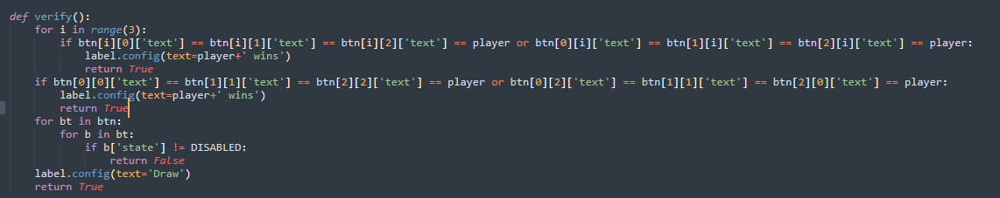 def verify():
    for i in range(3):
        if btn[i][0]['text'] == btn[i][1]['text'] == btn[i][2]['text'] == player or btn[0][i]['text'] == btn[1][i]['text'] == btn[2][i]['text'] == player:
            label.config(text=player+' wins')
            return True
    if btn[0][0]['text'] == btn[1][1]['text'] == btn[2][2]['text'] == player or btn[0][2]['text'] == btn[1][1]['text'] == btn[2][0]['text'] == player:
        label.config(text=player+' wins')
        return True
    for bt in btn:
        for b in bt:
            if b['state'] != DISABLED:
                return False
    label.config(text='Draw')
    return True